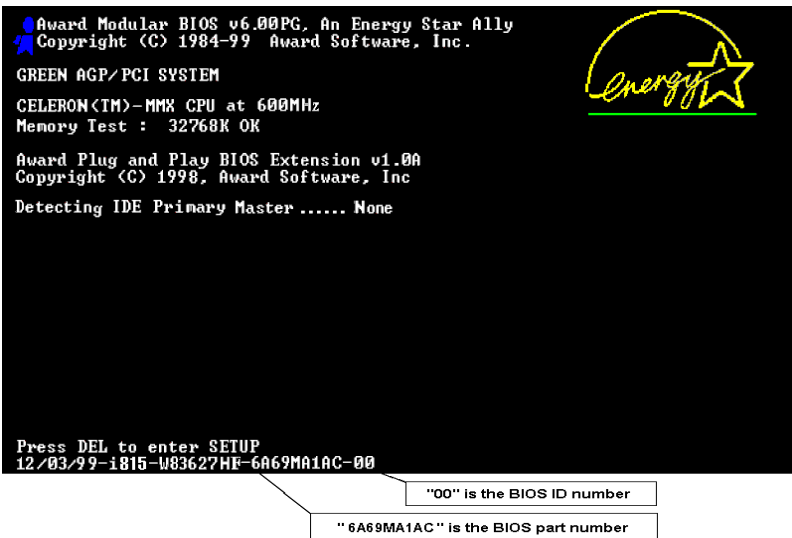 Award Modular BIOS v6.00PG, An Energy Star Ally
Copyright (C) 1984-99 Award Software, Inc.
energy
GREEN AGP/PCI SYSTEM
CELERON(TM)-MMX CPU at 600MHz
Memory Test : 32768K OK
Award Plug and Play BIOS Extension v1.0A
Copyright (C) 1998, Award Software, Inc
Detecting IDE Primary Master ...... None
Press DEL to enter SETUP
12/03/99-i815-W83627HF-6A69MA1AC-00
"00" is the BIOS ID number
" 6A69MA1AC " is the BIOS part number